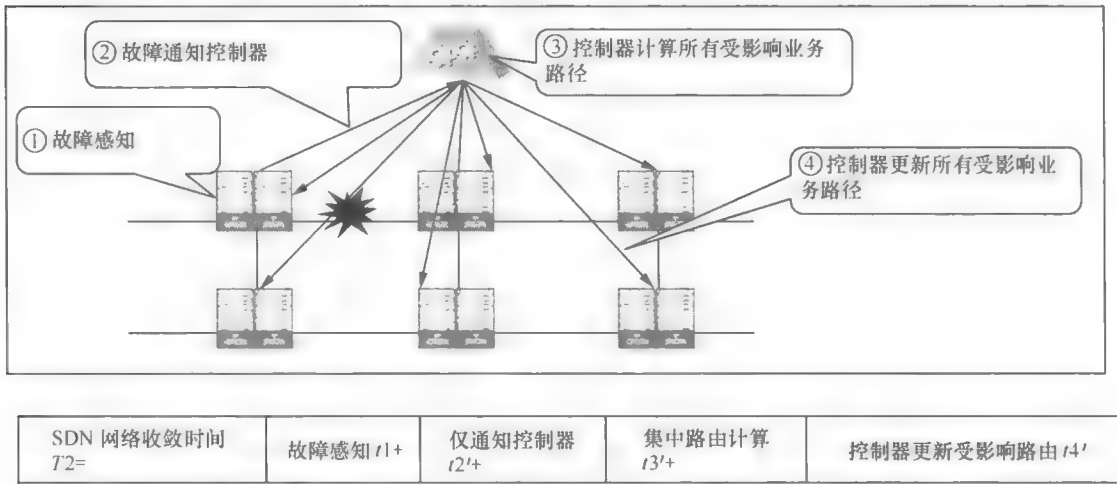 ② 故障通知控制器
③ 控制器计算所有受影响业务
路径
① 故障感知
④ 控制器更新所有受影响业
务路径
SDN 网络收敛时间
T2=
故障感知 t1+
仅通知控制器
t2′+
集中路由计算
t3′+
控制器更新受影响路由 t4′